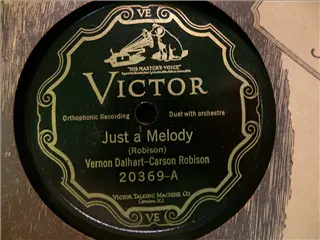 VE
"HIS MASTER'S VOICE"
VICTOR
Orthophonic Recording
Duet with orchestra
Just a Melody
(Robison)
Vernon Dalhart-Carson Robison
20369-A
VICTOR TALKING MACHINE CO.
Camden, N.J.
VE